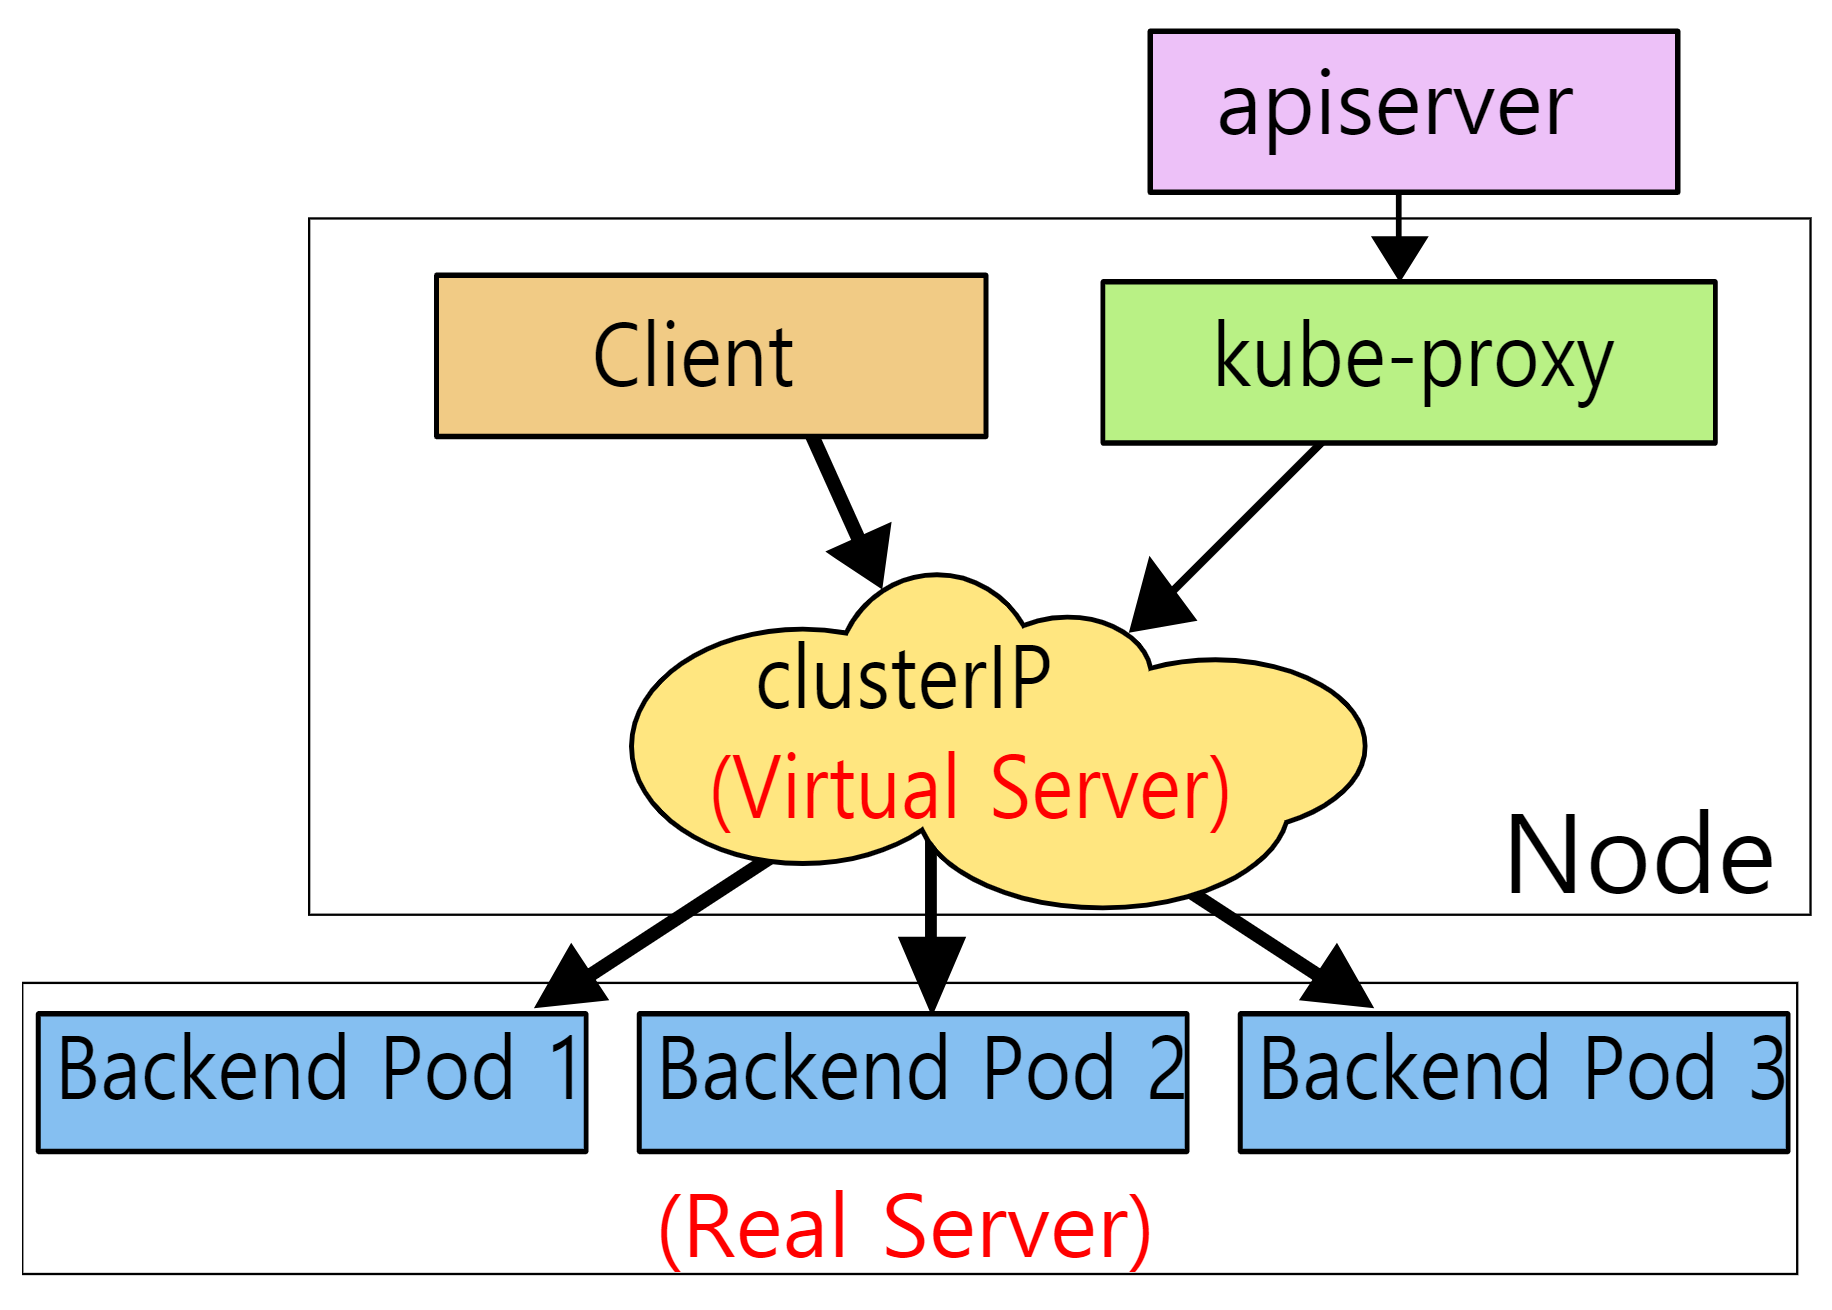 apiserver
Client
kube-proxy
clusterIP
(Virtual Server)
Node
Backend Pod 1
Backend Pod 2
Backend Pod 3
(Real Server)